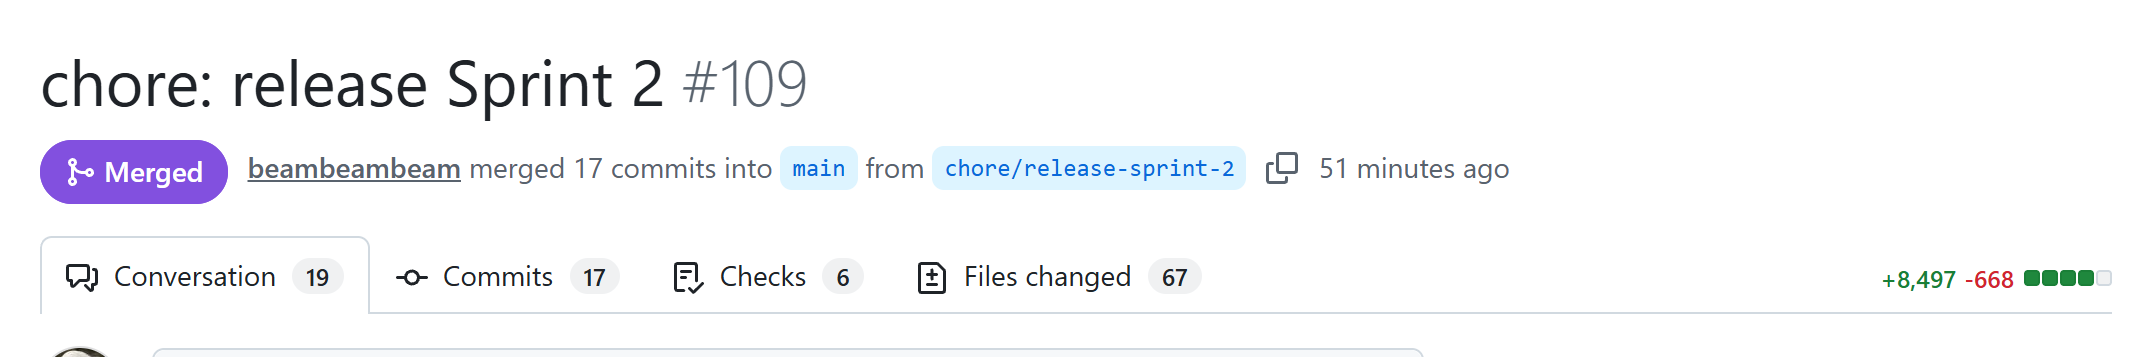 chore: release Sprint 2 #109
Merged beambeambeam merged 17 commits into main from chore/release-sprint-2 51 minutes ago
Conversation 19 Commits 17 Checks 6 Files changed 67 +8,497 -668